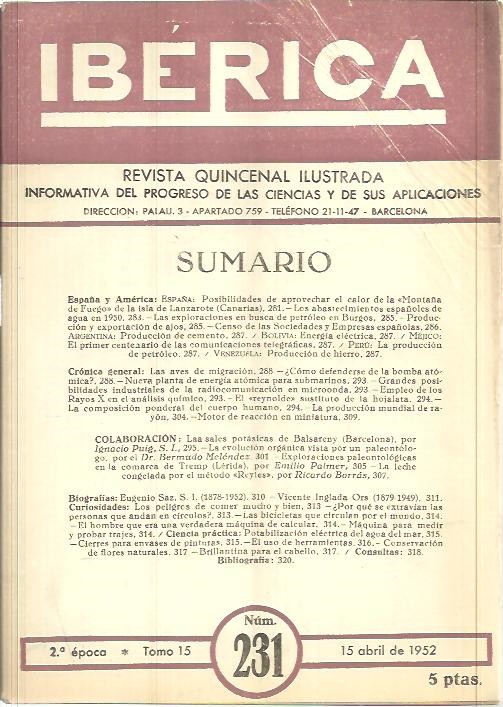 IBÉRICA
REVISTA QUINCENAL ILUSTRADA
INFORMATIVA DEL PROGRESO DE LAS CIENCIAS Y DE SUS APLICACIONES
DIRECCION: PALAU. 3 - APARTADO 759 - TELÉFONO 21-11-47 - BARCELONA
SUMARIO
España y América: ESPAÑA: Posibilidades de aprovechar el calor de la «Montaña
de Fuego» de la isla de Lanzarote (Canarias), 281.—Los abastecimientos españoles de
agua en 1950, 283. — Las exploraciones en busca de petróleo en Burgos, 285. - Produc-
ción y exportación de ajos, 285. — Censo de las Sociedades y Empresas españolas, 286.
ARGENTINA: Producción de cemento, 287. / BOLIVIA: Energía eléctrica, 287. / MÉJICO:
El primer centenario de las comunicaciones telegráficas, 287. / PERÚ: La producción
de petróleo. 287. / VENEZUELA: Producción de hierro, 287.
Crónica general: Las aves de migración, 288 —¿Cómo defenderse de la bomba ató-
mica?, 288.—Nueva planta de energía atómica para submarinos, 293. — Grandes posi-
bilidades industriales de la radiocomunicación en microonda, 293 —Empleo de los
Rayos X en el análisis químico, 293. — El «reynolds» sustituto de la hojalata. 294.—
La composición ponderal del cuerpo humano, 294. — La producción mundial de ra-
yón, 304. —Motor de reacción en miniatura, 309.
COLABORACIÓN: Las sales potásicas de Balsareny (Barcelona), por
Ignacio Puig, S. I., 295.—La evolución orgánica vista por un paleontólo-
go, por el Dr. Bermudo Meléndez. 301 —Exploraciones paleontológicas
en la comarca de Tremp (Lérida), por Emilio Palmer, 305 — La leche
congelada por el método «Reyles», por Ricardo Borrás, 307.
Biografías: Eugenio Saz, S. I. (1878-1952). 310 — Vicente Inglada Ors (1879 1949), 311.
Curiosidades: Los peligros de comer mucho y bien, 313 —¿Por qué se extravían las
personas que andan en círculos?, 313.—Las bicicletas que circulan por el mundo, 314.
— El hombre que era una verdadera máquina de calcular, 314. — Máquina para medir
y probar trajes, 314. / Ciencia práctica: Potabilización eléctrica del agua del mar, 315.
—Cierres para envases de pinturas, 315.—El uso de herramientas, 316.— Conservación
de flores naturales. 317 —Brillantina para el cabello, 317. / Consultas: 318.
Bibliografía: 320.
2.ª época * Tomo 15
Núm.
231
15 abril de 1952
5 ptas.